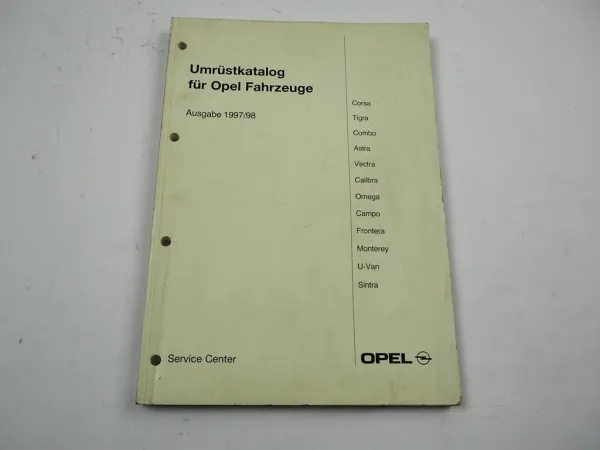 Umrüstkatalog
für Opel Fahrzeuge
Ausgabe 1997/98
Corsa
Tigra
Combo
Astra
Vectra
Calibra
Omega
Campo
Frontera
Monterey
U-Van
Sintra
Service Center
OPEL